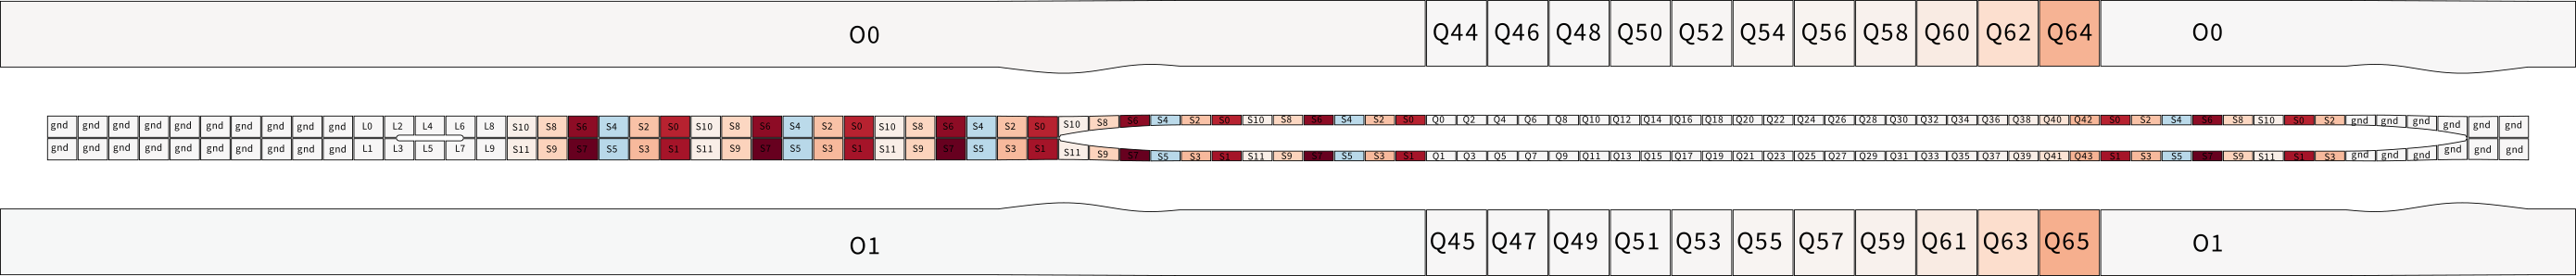 O0 Q44 Q46 Q48 Q50 Q52 Q54 Q56 Q58 Q60 Q62 Q64 O0
gnd gnd gnd gnd gnd gnd gnd gnd gnd gnd L0 L2 L4 L6 L8 S10 S8 S6 S4 S2 S0 S10 S8 S6 S4 S2 S0 S10 S8 S6 S4 S2 S0 S10 S8 S6 S4 S2 S0 S10 S8 S6 S4 S2 S0 Q0 Q2 Q4 Q6 Q8 Q10 Q12 Q14 Q16 Q18 Q20 Q22 Q24 Q26 Q28 Q30 Q32 Q34 Q36 Q38 Q40 Q42 S0 S2 S4 S6 S8 S10 S0 S2 gnd gnd gnd gnd gnd gnd
gnd gnd gnd gnd gnd gnd gnd gnd gnd gnd L1 L3 L5 L7 L9 S11 S9 S7 S5 S3 S1 S11 S9 S7 S5 S3 S1 S11 S9 S7 S5 S3 S1 S11 S9 S7 S5 S3 S1 S11 S9 S7 S5 S3 S1 Q1 Q3 Q5 Q7 Q9 Q11 Q13 Q15 Q17 Q19 Q21 Q23 Q25 Q27 Q29 Q31 Q33 Q35 Q37 Q39 Q41 Q43 S1 S3 S5 S7 S9 S11 S1 S3 gnd gnd gnd gnd gnd gnd
O1 Q45 Q47 Q49 Q51 Q53 Q55 Q57 Q59 Q61 Q63 Q65 O1